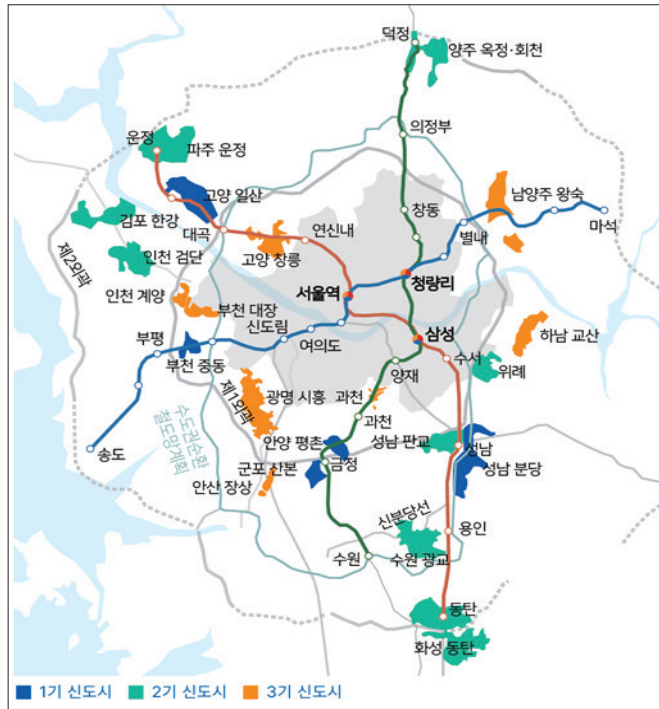 덕정
양주 옥정·회천
의정부
운정
파주 운정
고양 일산
남양주 왕숙
창동
김포 한강
대곡
연신내
별내
마석
제2외곽
인천 검단
고양 창릉
청량리
인천 계양
서울역
부천 대장
신도림
삼성
하남 교산
부평
여의도
수서
부천 중동
양재
위례
제1외곽
광명 시흥
과천
과천
수도권순환
철도망계획
안양 평촌
성남 판교
성남
송도
군포 산본
금정
성남 분당
안산 장상
신분당선
용인
수원
수원 광교
동탄
화성 동탄
1기 신도시
2기 신도시
3기 신도시